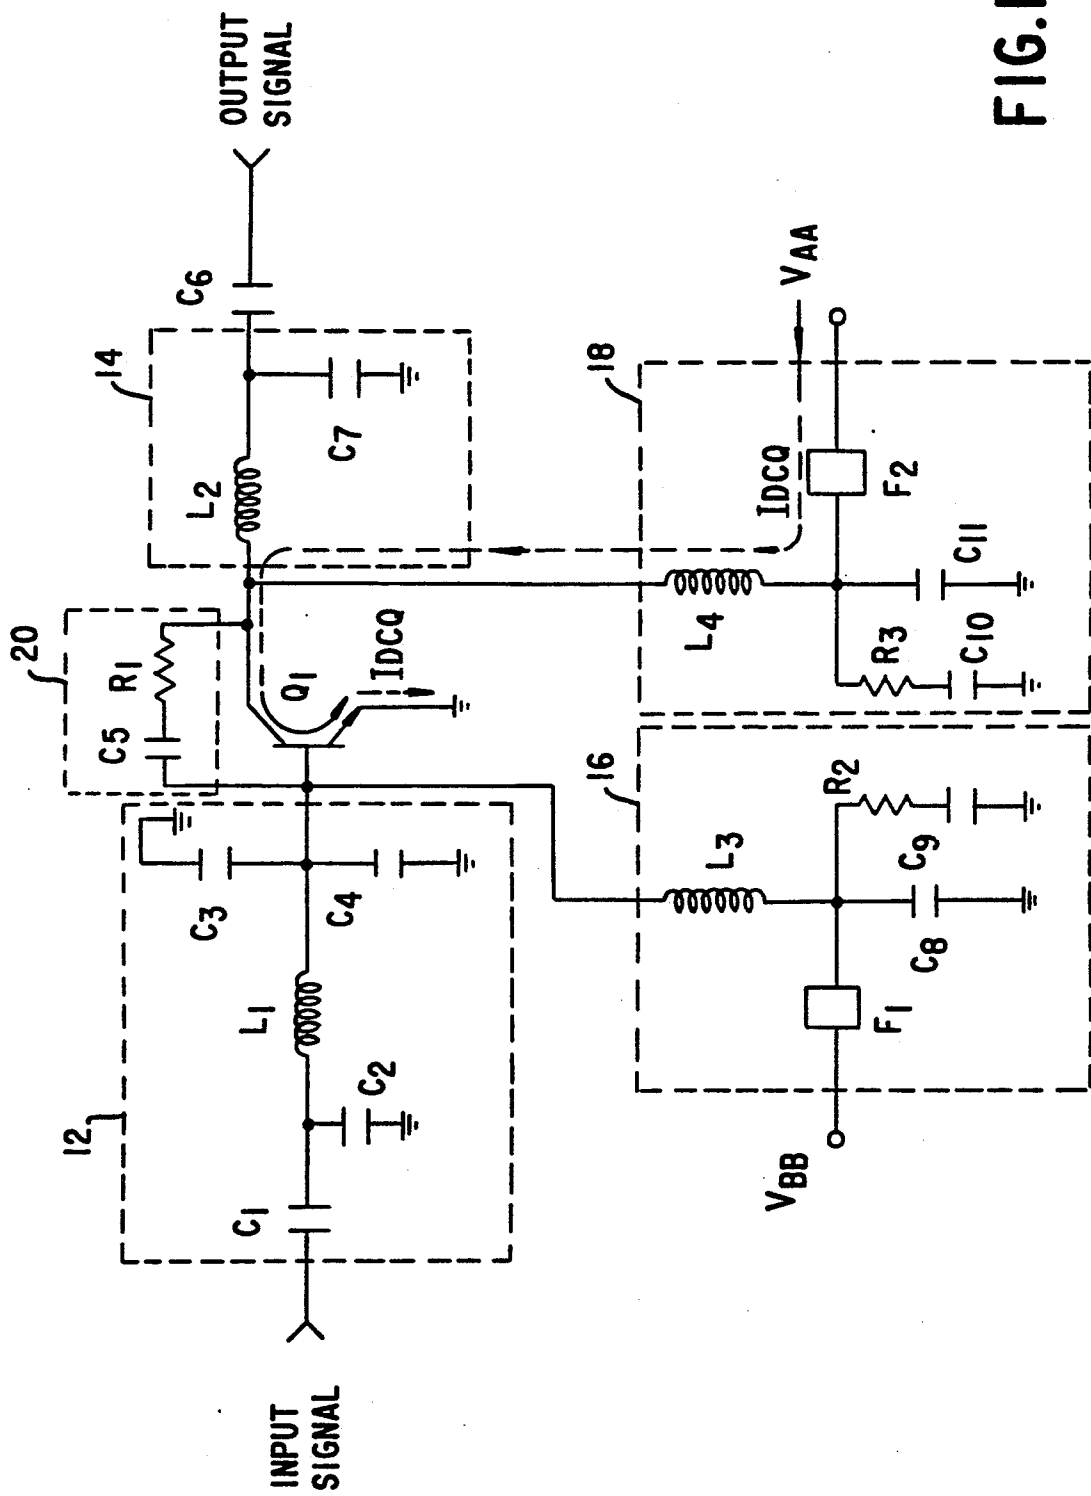 INPUT
SIGNAL
12
C1
C2
L1
C3
C4
20
C5
R1
Q1
IDCQ
14
L2
C7
C6
OUTPUT
SIGNAL
VBB
16
F1
L3
C8
C9
R2
18
L4
R3
C10
C11
IDCQ
F2
VAA
FIG.1